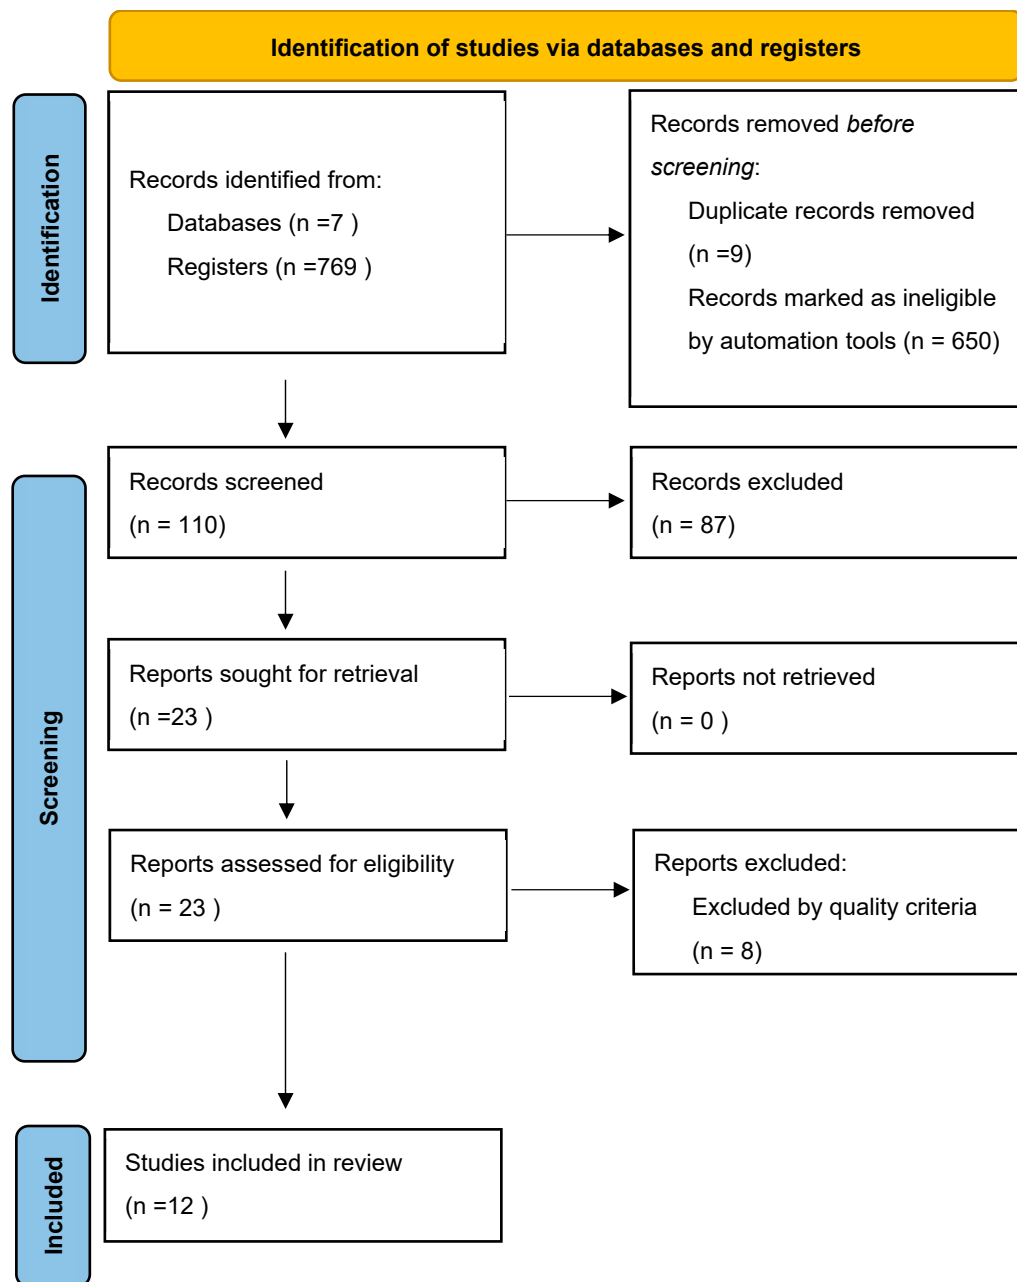 Identification of studies via databases and registers
Identification
Records identified from:
Databases (n =7 )
Registers (n =769 )
Records removed before
screening:
Duplicate records removed
(n =9)
Records marked as ineligible
by automation tools (n = 650)
Screening
Records screened
(n = 110)
Records excluded
(n = 87)
Reports sought for retrieval
(n =23 )
Reports not retrieved
(n = 0 )
Reports assessed for eligibility
(n = 23 )
Reports excluded:
Excluded by quality criteria
(n = 8)
Included
Studies included in review
(n =12 )